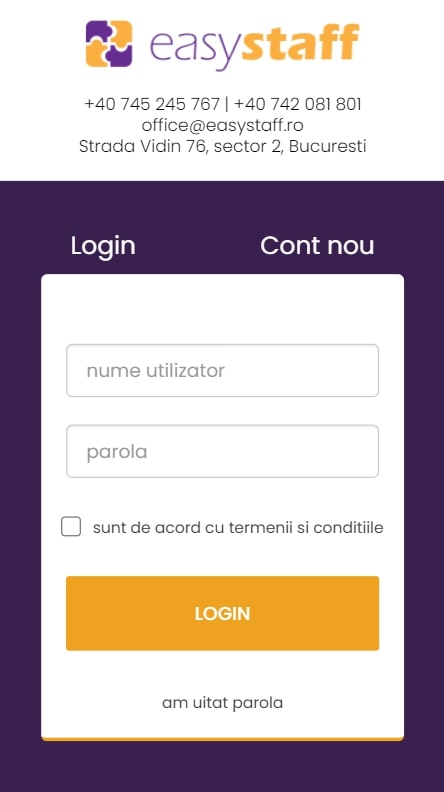 easystaff
+40 745 245 767 | +40 742 081 801
office@easystaff.ro
Strada Vidin 76, sector 2, Bucuresti
Login Cont nou
nume utilizator
parola
sunt de acord cu termenii si conditiile
LOGIN
am uitat parola